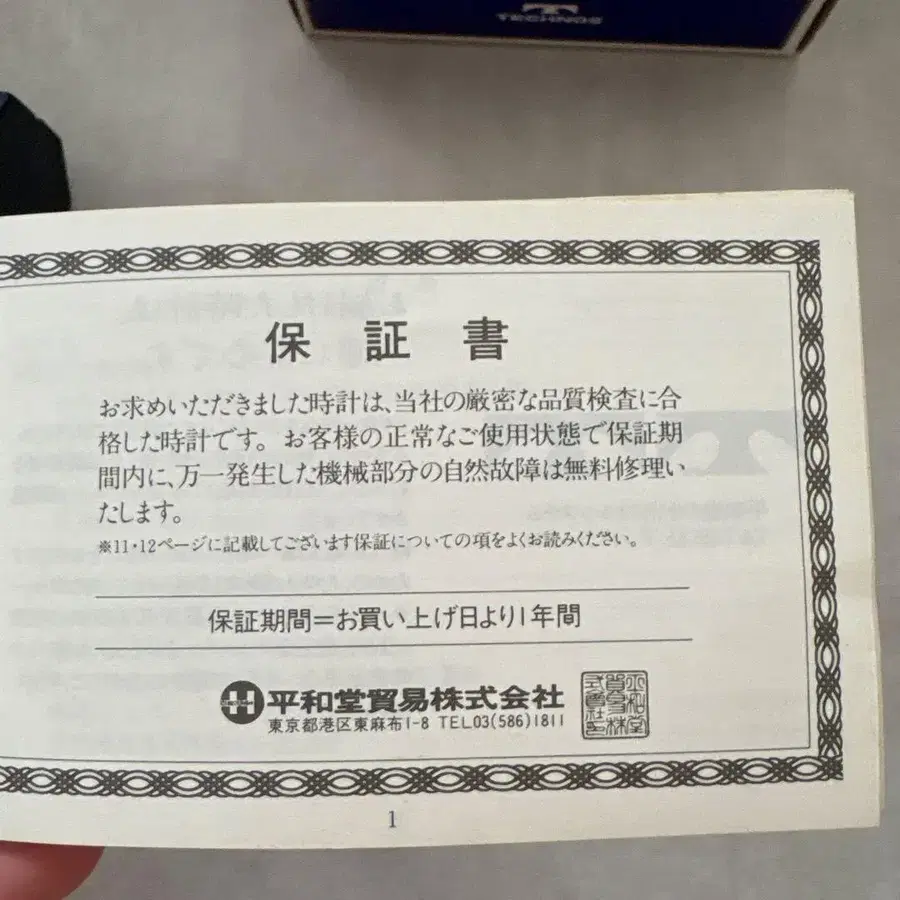 TECHNOS
保証書
お求めいただきました時計は、当社の厳密な品質検査に合
格した時計です。お客様の正常なご使用状態で保証期
間内に、万一発生した機械部分の自然故障は無料修理い
たします。
※11・12ページに記載してございます保証についての項をよくお読みください。
保証期間＝お買い上げ日より1年間
平和堂貿易株式会社
東京都港区東麻布1-8 TEL.03(586)1811
1